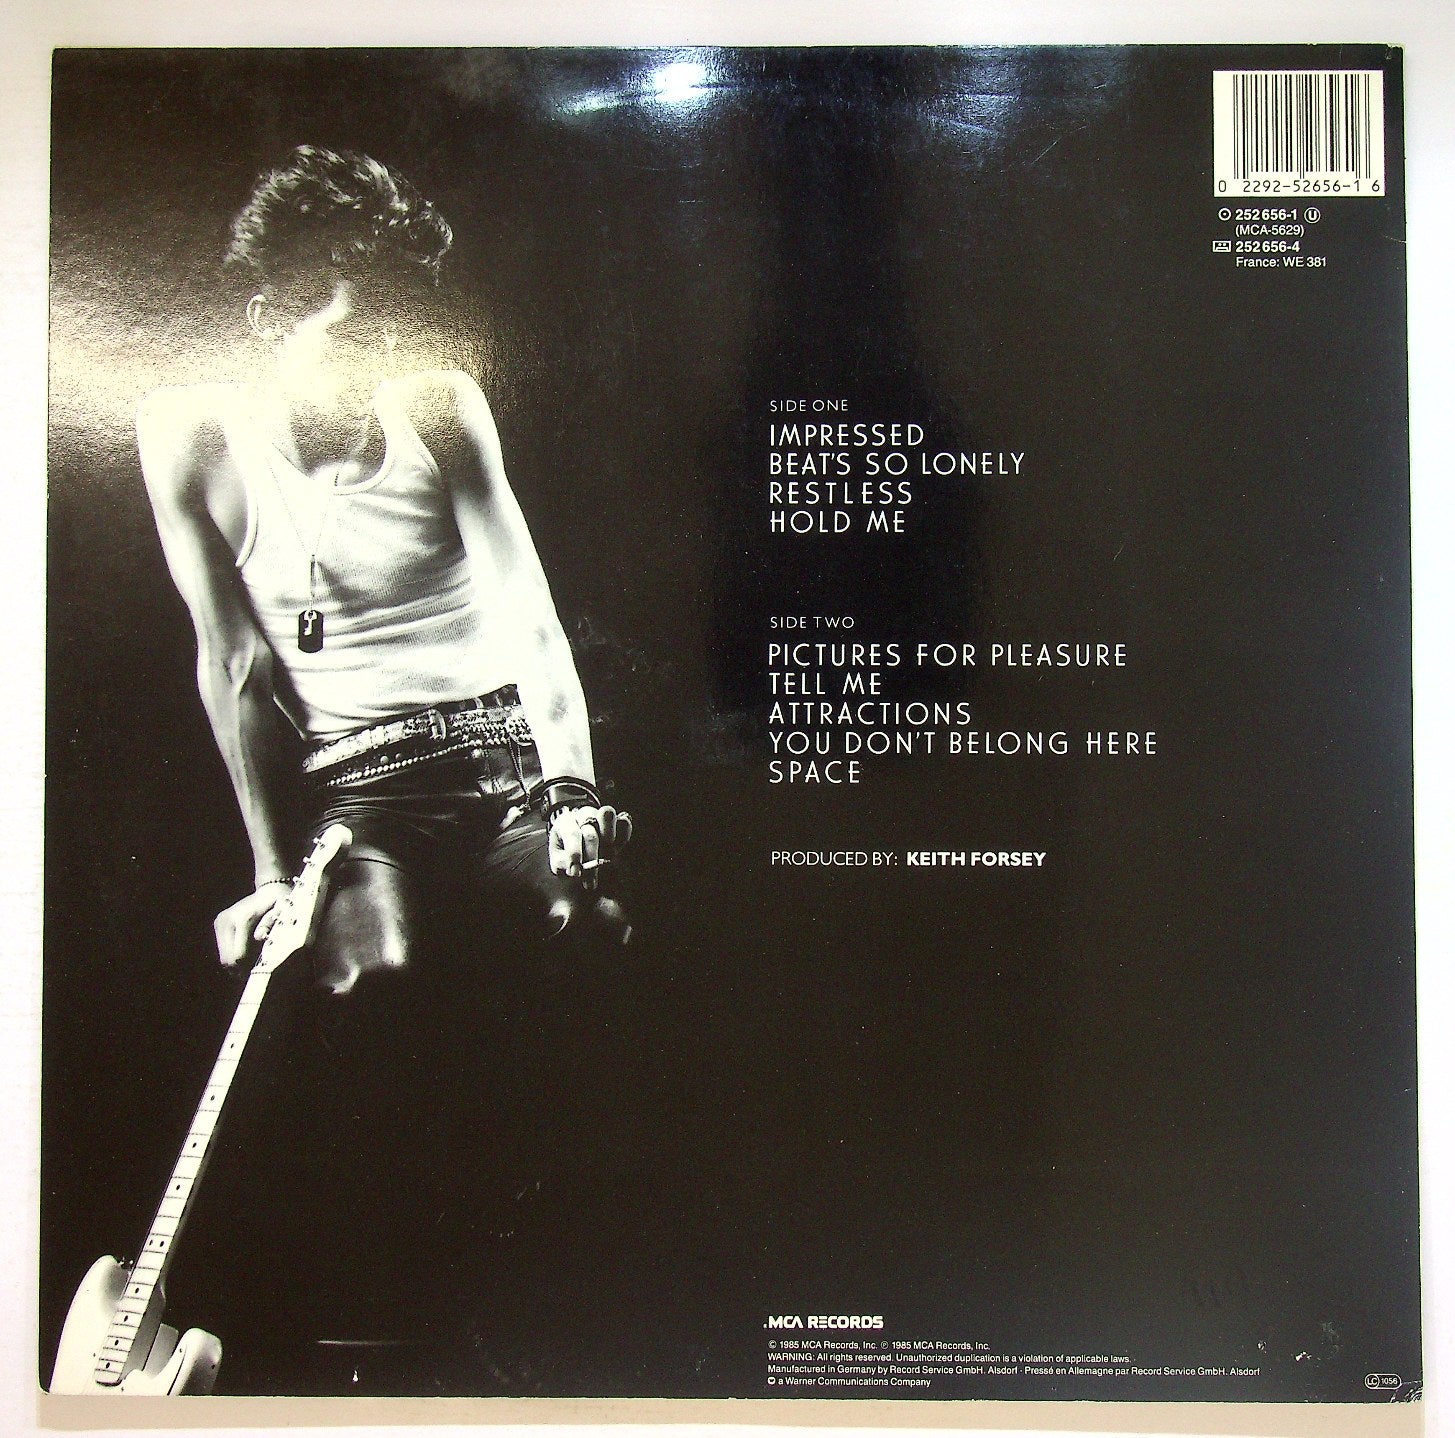 0 2292-52656-1 6
252 656-1 U
(MCA-5629)
252 656-4
France: WE 381
SIDE ONE
IMPRESSED
BEAT'S SO LONELY
RESTLESS
HOLD ME
SIDE TWO
PICTURES FOR PLEASURE
TELL ME
ATTRACTIONS
YOU DON'T BELONG HERE
SPACE
PRODUCED BY: KEITH FORSEY
.MCA RECORDS
© 1985 MCA Records, Inc. ℗ 1985 MCA Records, Inc.
WARNING: All rights reserved. Unauthorized duplication is a violation of applicable laws.
Manufactured in Germany by Record Service GmbH. Alsdorf · Pressé en Allemagne par Record Service GmbH. Alsdorf
a Warner Communications Company
LC 1056